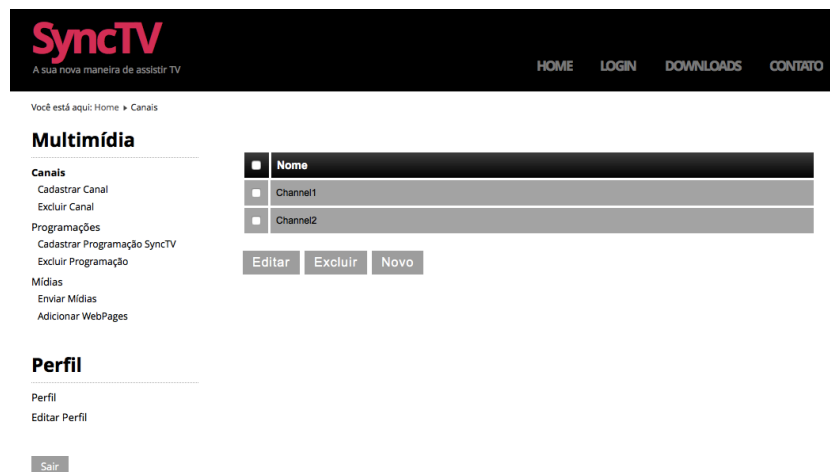 SyncTV
A sua nova maneira de assistir TV
HOME LOGIN DOWNLOADS CONTATO
Você está aqui: Home ▸ Canais
Multimídia
Canais
Cadastrar Canal
Excluir Canal
Programações
Cadastrar Programação SyncTV
Excluir Programação
Mídias
Enviar Mídias
Adicionar WebPages
Perfil
Perfil
Editar Perfil
Sair
Nome
Channel1
Channel2
Editar Excluir Novo